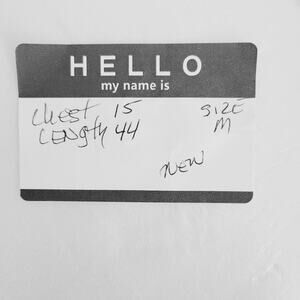 HELLO
my name is
Chest 15
LENgth 44
SIZE
M
NEW